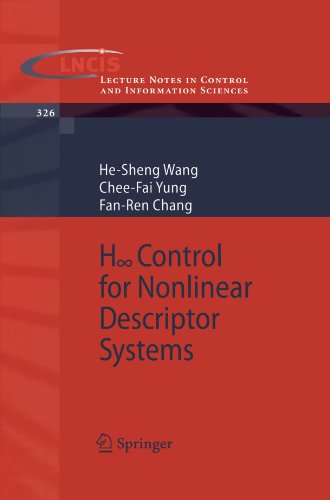 LNCIS
LECTURE NOTES IN CONTROL
AND INFORMATION SCIENCES
326
He-Sheng Wang
Chee-Fai Yung
Fan-Ren Chang
H∞ Control
for Nonlinear
Descriptor
Systems
Springer